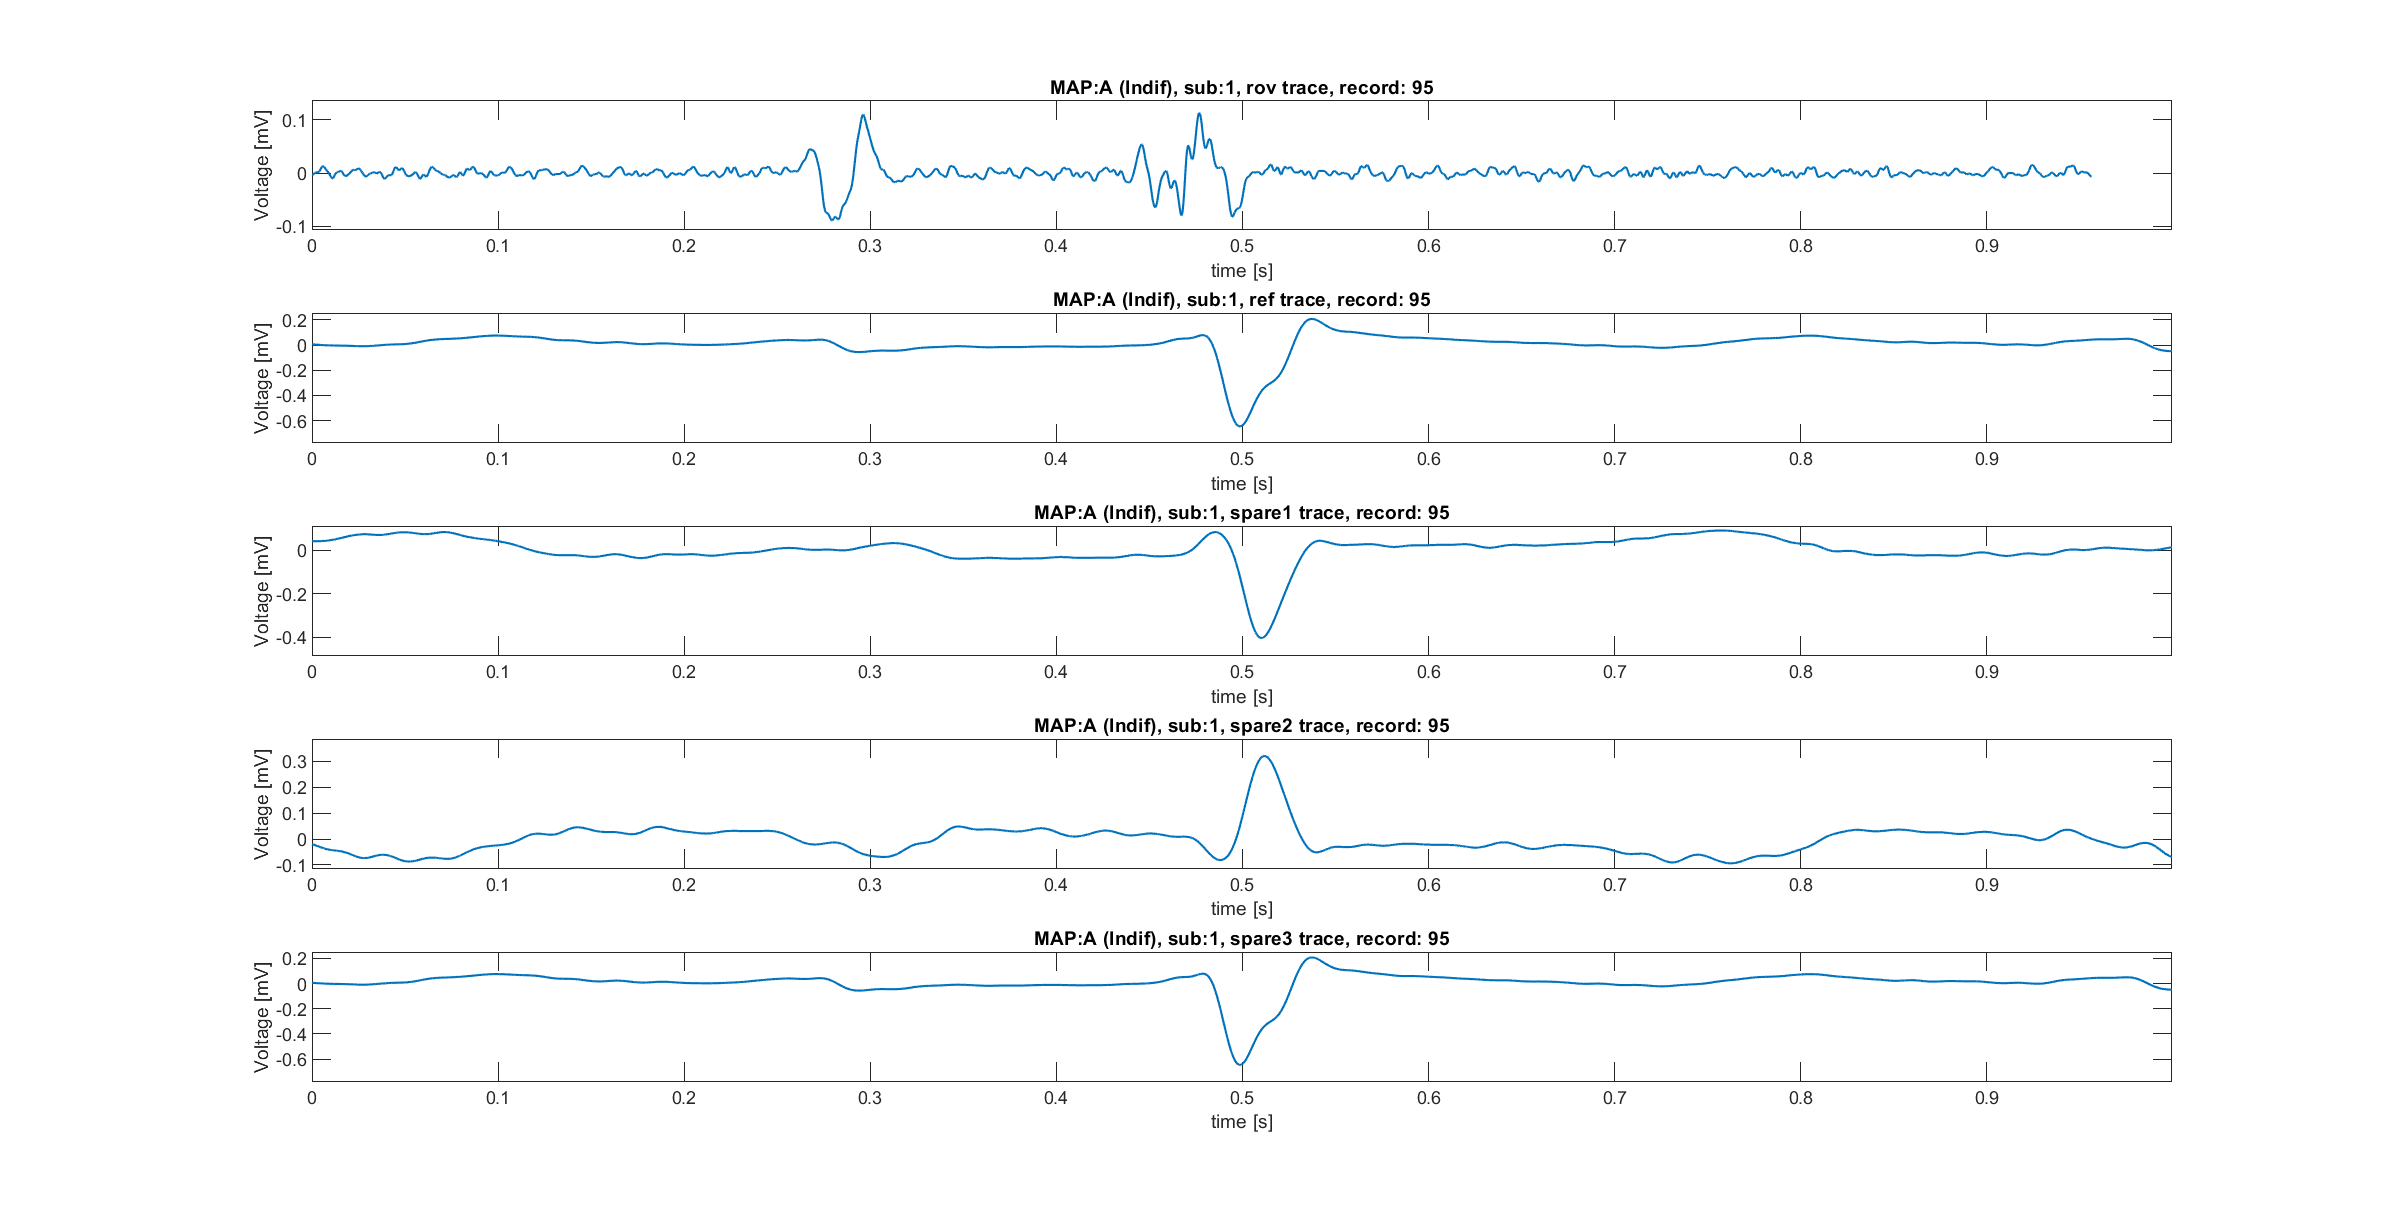 MAP:A (Indif), sub:1, rov trace, record: 95
Voltage [mV]
0.1
0
-0.1
0 0.1 0.2 0.3 0.4 0.5 0.6 0.7 0.8 0.9
time [s]
MAP:A (Indif), sub:1, ref trace, record: 95
Voltage [mV]
0.2
0
-0.2
-0.4
-0.6
0 0.1 0.2 0.3 0.4 0.5 0.6 0.7 0.8 0.9
time [s]
MAP:A (Indif), sub:1, spare1 trace, record: 95
Voltage [mV]
0
-0.2
-0.4
0 0.1 0.2 0.3 0.4 0.5 0.6 0.7 0.8 0.9
time [s]
MAP:A (Indif), sub:1, spare2 trace, record: 95
Voltage [mV]
0.3
0.2
0.1
0
-0.1
0 0.1 0.2 0.3 0.4 0.5 0.6 0.7 0.8 0.9
time [s]
MAP:A (Indif), sub:1, spare3 trace, record: 95
Voltage [mV]
0.2
0
-0.2
-0.4
-0.6
0 0.1 0.2 0.3 0.4 0.5 0.6 0.7 0.8 0.9
time [s]